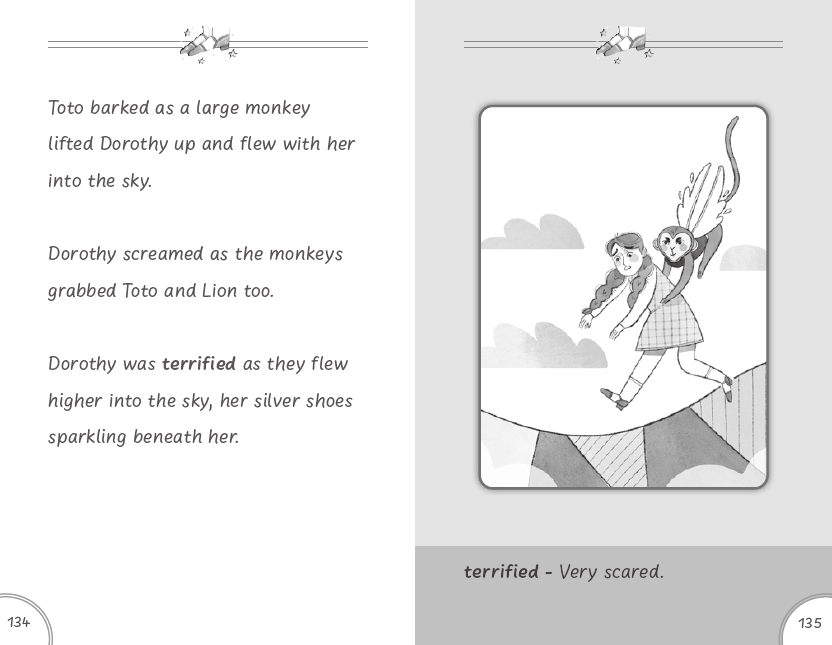 Toto barked as a large monkey
lifted Dorothy up and flew with her
into the sky.
Dorothy screamed as the monkeys
grabbed Toto and Lion too.
Dorothy was terrified as they flew
higher into the sky, her silver shoes
sparkling beneath her.
134
terrified - Very scared.
135